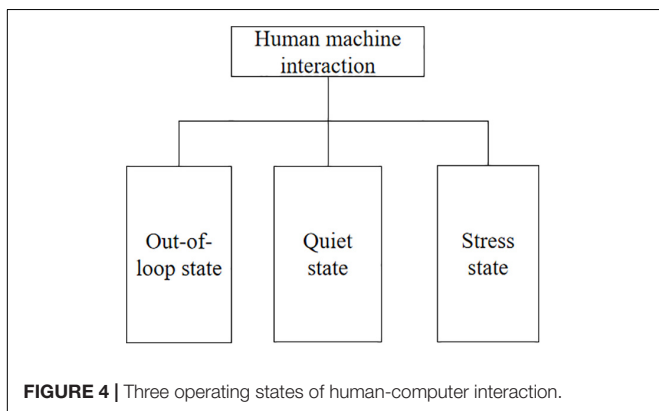 Human machine
interaction
Out-of-
loop state
Quiet
state
Stress
state
FIGURE 4 | Three operating states of human-computer interaction.